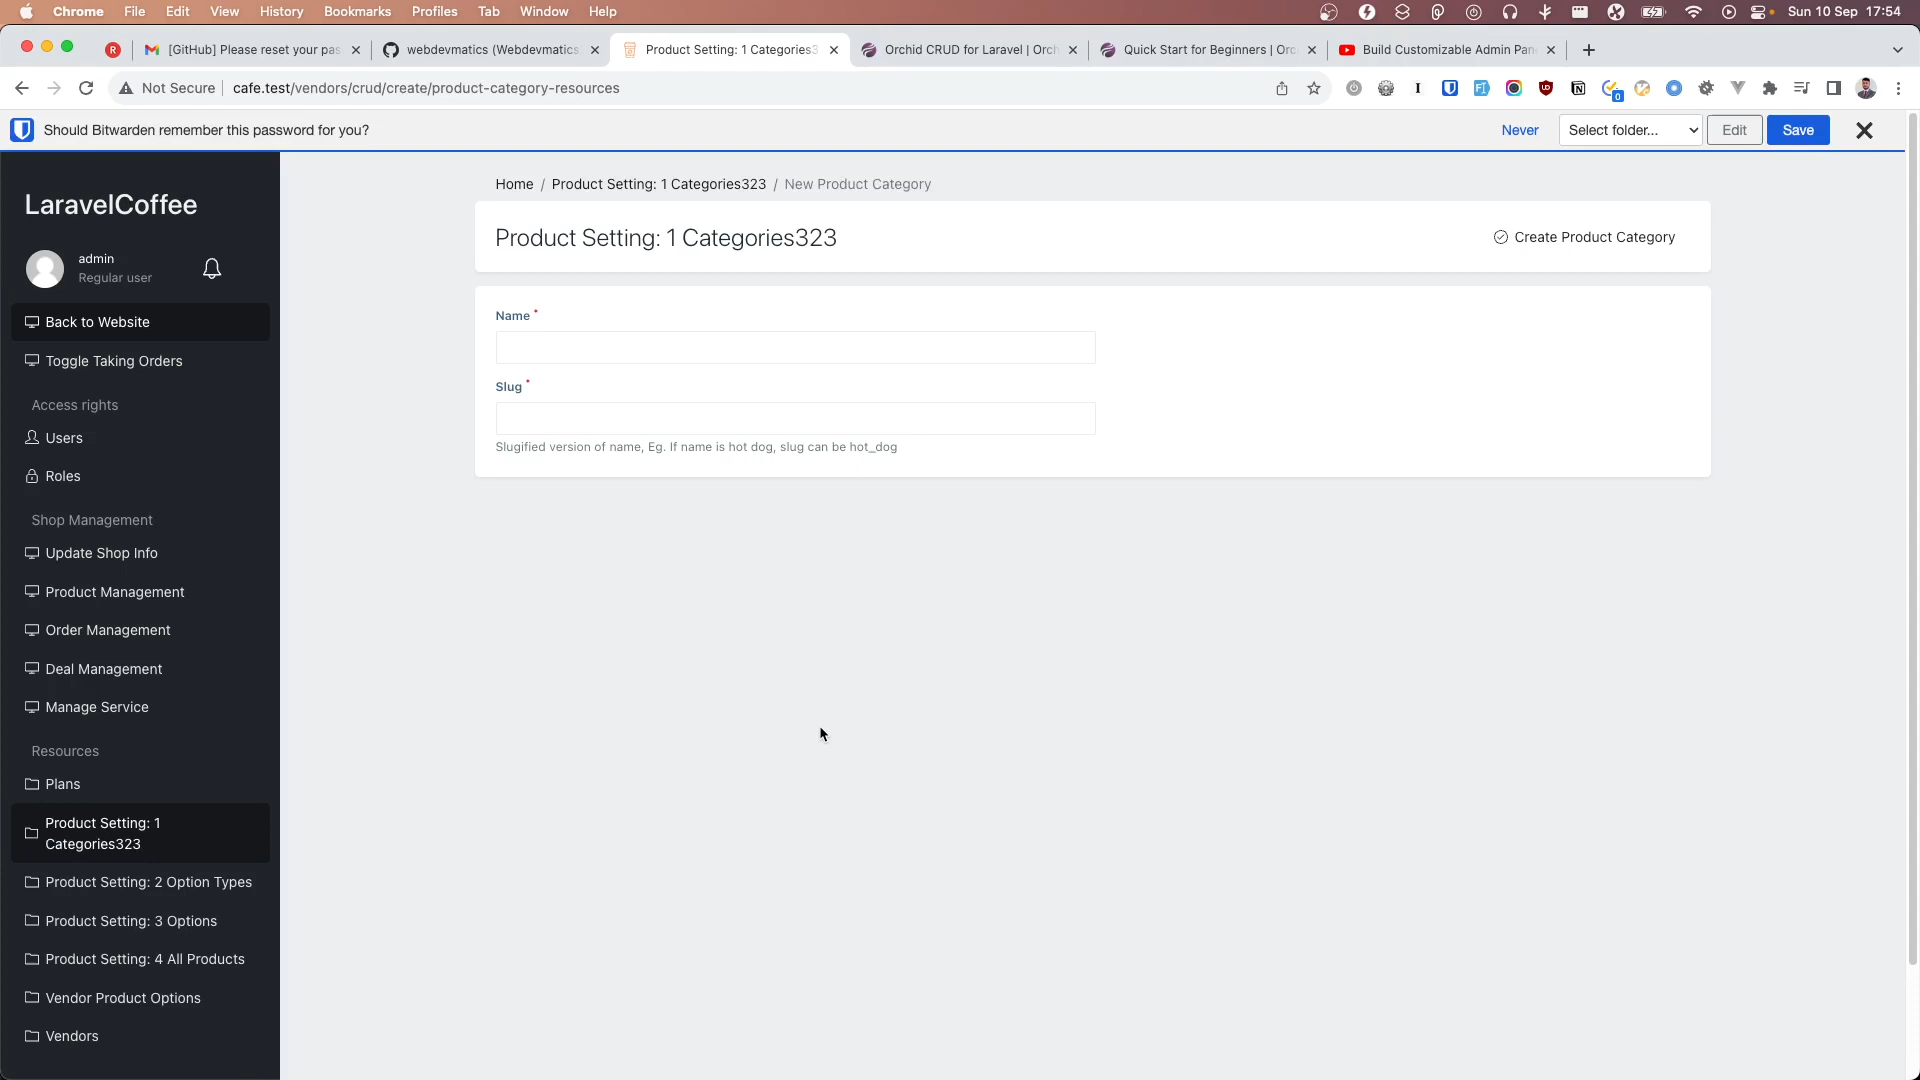 Chrome File Edit View History Bookmarks Profiles Tab Window Help Sun 10 Sep 17:54
R [GitHub] Please reset your pas webdevmatics (Webdevmatics Product Setting: 1 Categories3 Orchid CRUD for Laravel | Orch Quick Start for Beginners | Orc Build Customizable Admin Pan
Not Secure cafe.test/vendors/crud/create/product-category-resources 0
Should Bitwarden remember this password for you? Never Select folder... Edit Save
LaravelCoffee
admin
Regular user
Back to Website
Toggle Taking Orders
Access rights
Users
Roles
Shop Management
Update Shop Info
Product Management
Order Management
Deal Management
Manage Service
Resources
Plans
Product Setting: 1
Categories323
Product Setting: 2 Option Types
Product Setting: 3 Options
Product Setting: 4 All Products
Vendor Product Options
Vendors
Home / Product Setting: 1 Categories323 / New Product Category
Product Setting: 1 Categories323
Create Product Category
Name *
Slug *
Slugified version of name, Eg. If name is hot dog, slug can be hot_dog